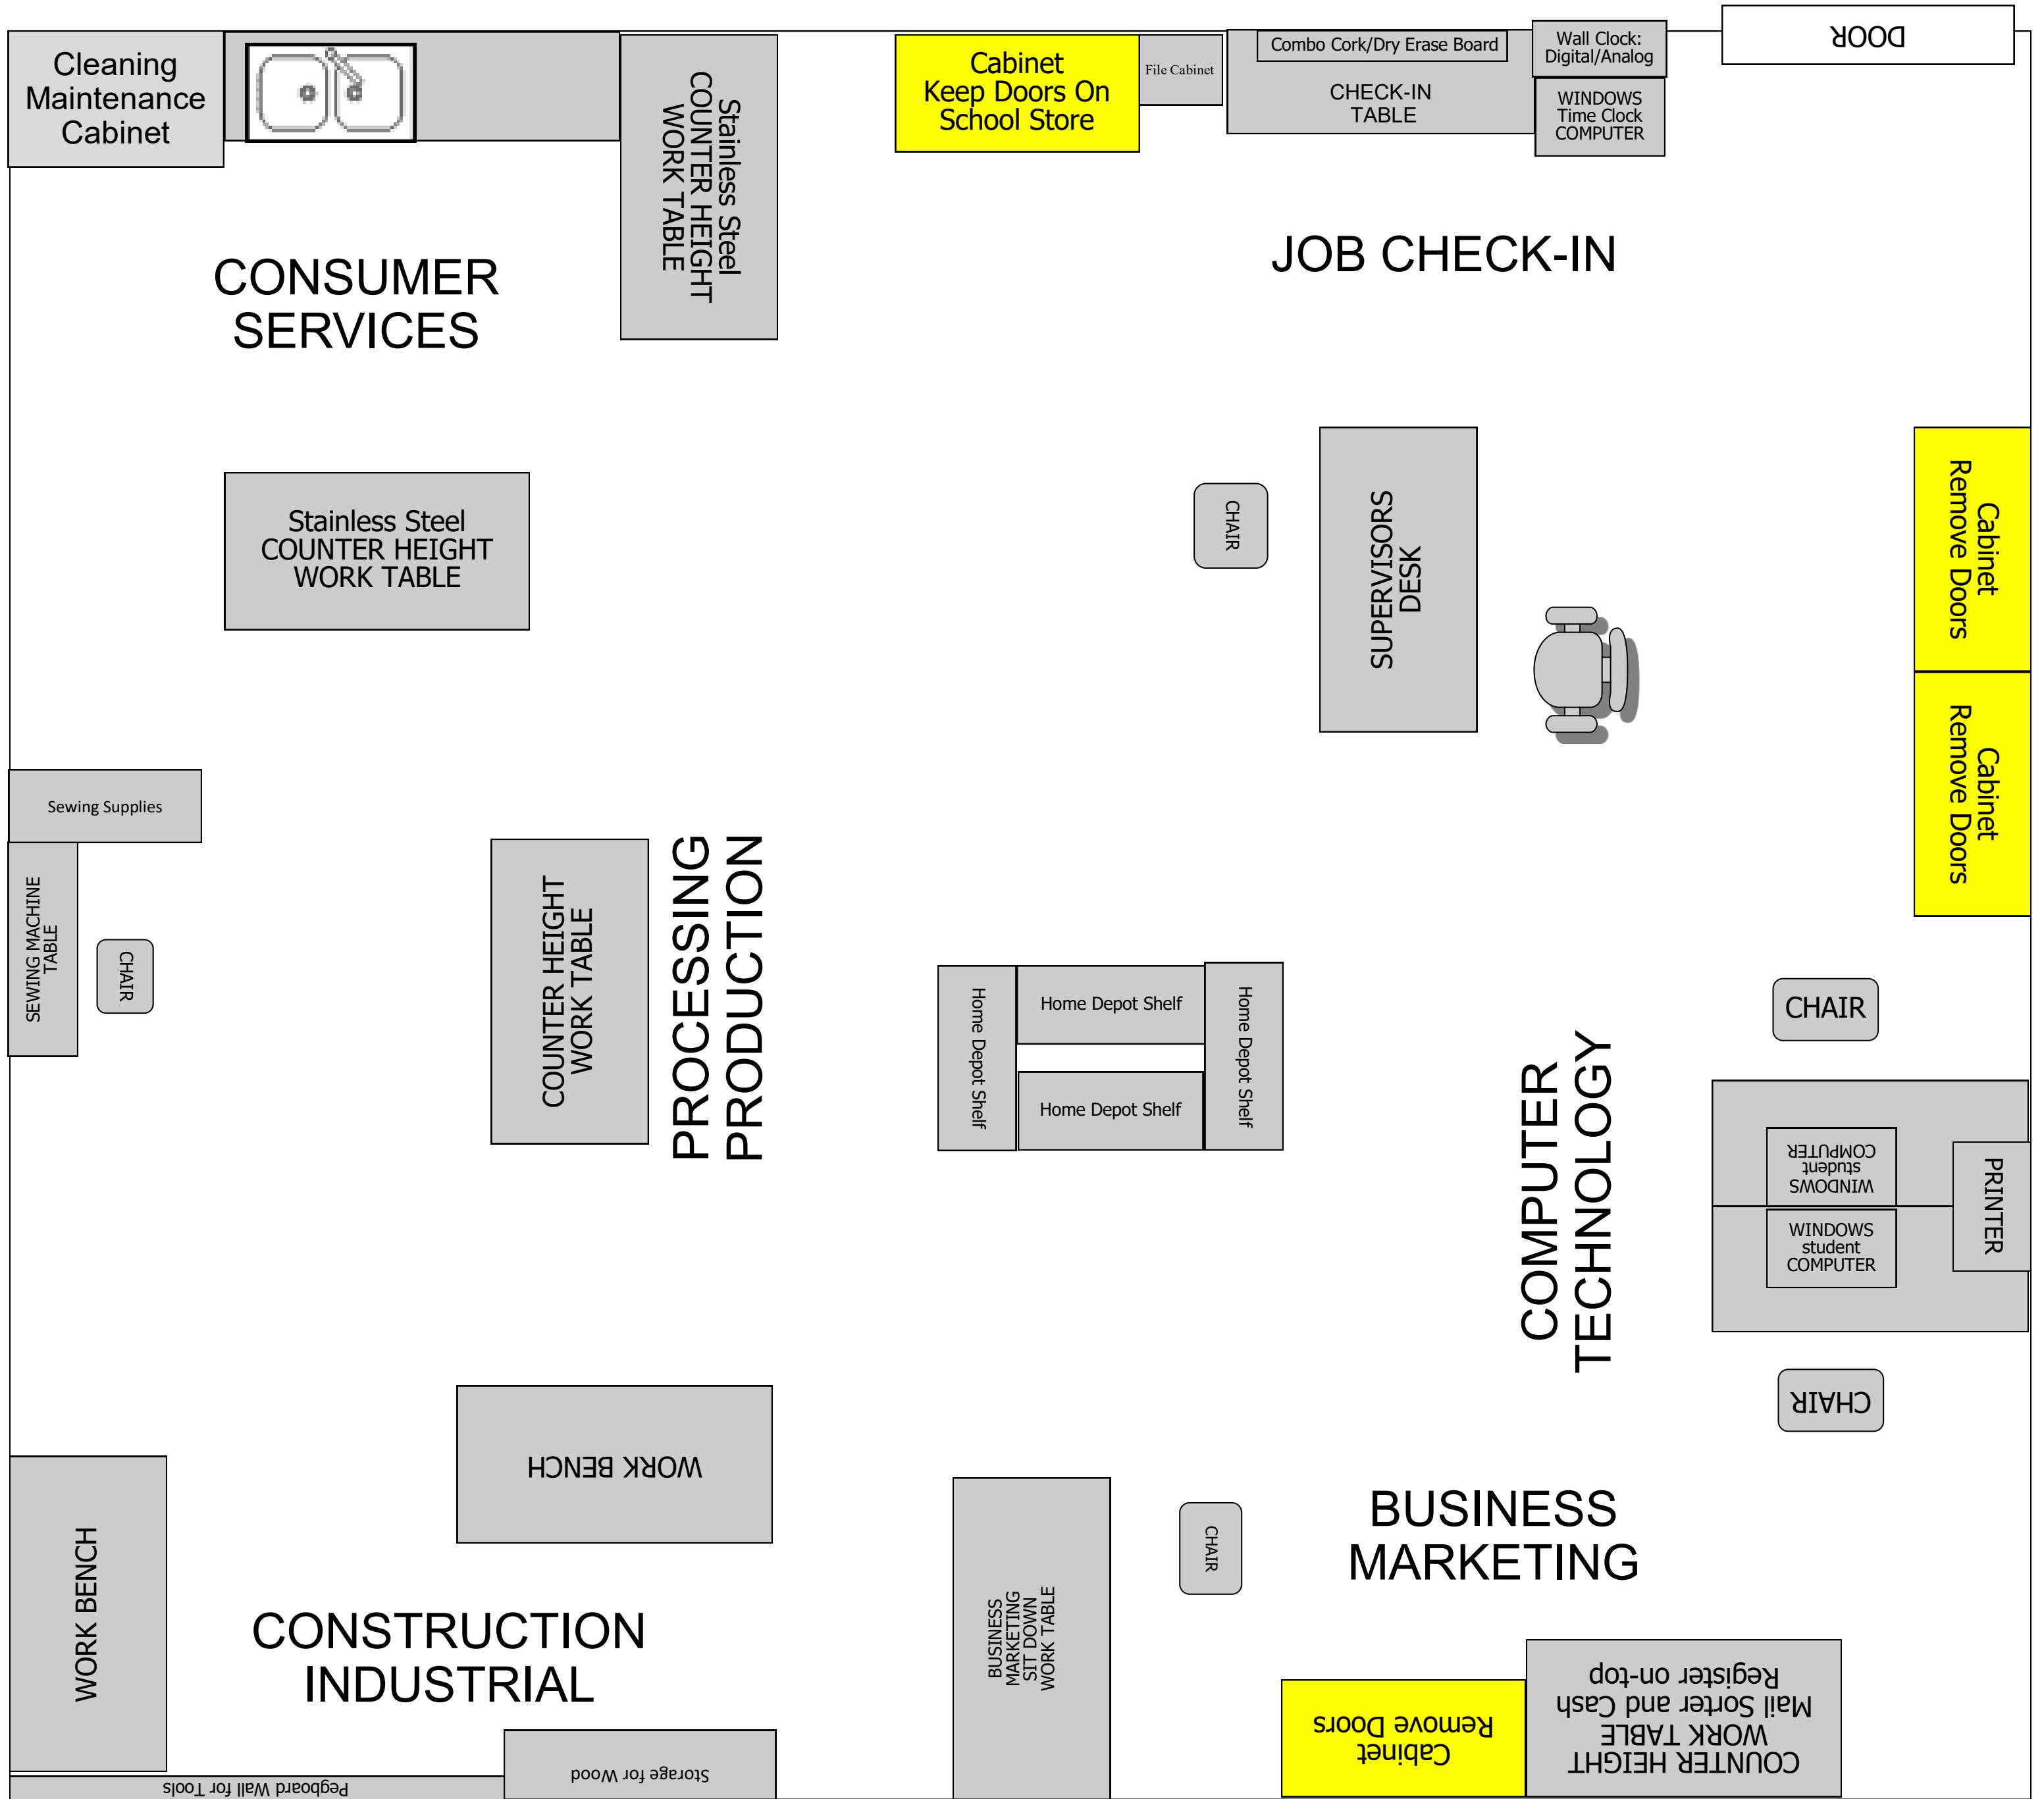 Cleaning
Maintenance
Cabinet
Stainless Steel
COUNTER HEIGHT
WORK TABLE
Cabinet
Keep Doors On
School Store
File Cabinet
Combo Cork/Dry Erase Board
CHECK-IN
TABLE
Wall Clock:
Digital/Analog
WINDOWS
Time Clock
COMPUTER
DOOR
CONSUMER
SERVICES
JOB CHECK-IN
Stainless Steel
COUNTER HEIGHT
WORK TABLE
CHAIR
SUPERVISORS
DESK
Cabinet
Remove Doors
Cabinet
Remove Doors
Sewing Supplies
SEWING MACHINE
TABLE
CHAIR
COUNTER HEIGHT
WORK TABLE
PROCESSING
PRODUCTION
Home Depot Shelf
Home Depot Shelf
Home Depot Shelf
Home Depot Shelf
COMPUTER
TECHNOLOGY
CHAIR
WINDOWS
student
COMPUTER
WINDOWS
student
COMPUTER
PRINTER
CHAIR
WORK BENCH
WORK BENCH
CONSTRUCTION
INDUSTRIAL
Pegboard Wall for Tools
Storage for Wood
BUSINESS
MARKETING
SIT DOWN
WORK TABLE
CHAIR
BUSINESS
MARKETING
Cabinet
Remove Doors
COUNTER HEIGHT
WORK TABLE
Mail Sorter and Cash
Register on-top